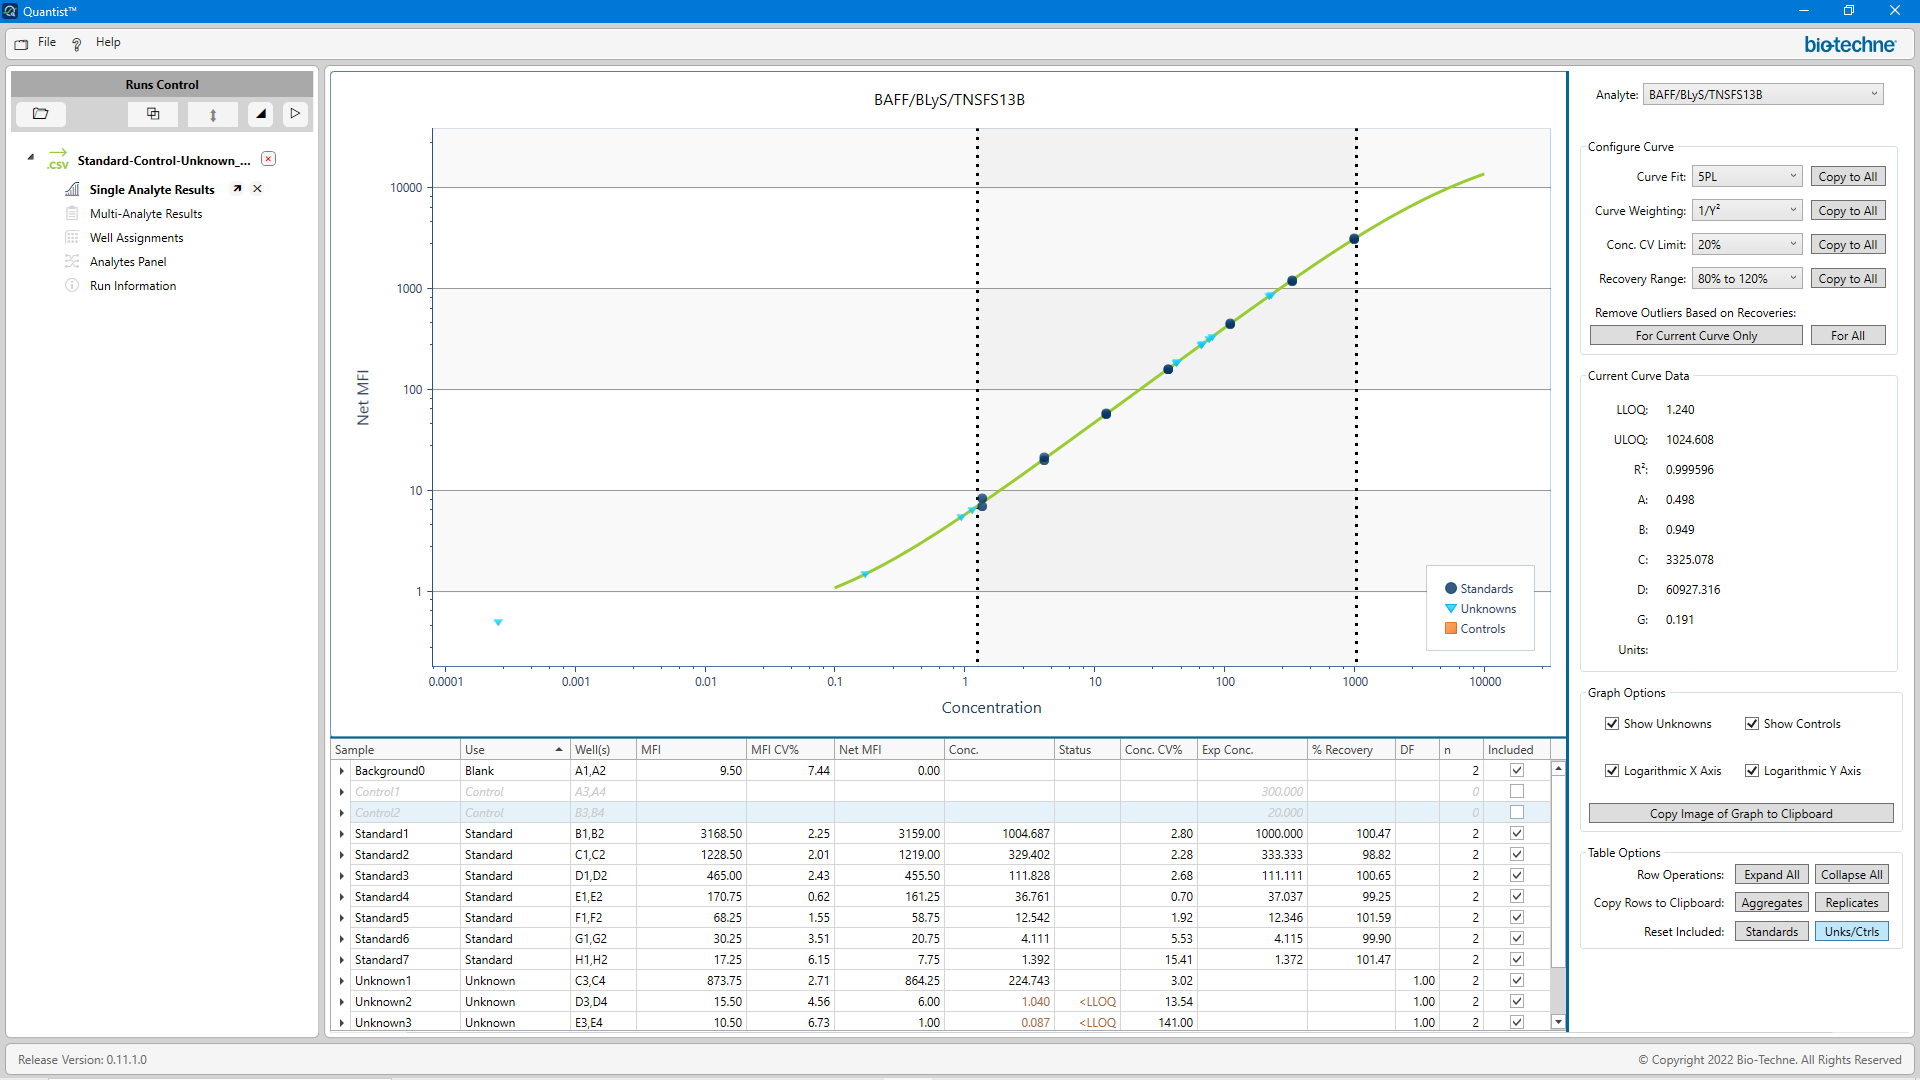 Quantist™
File Help
bio-techne
Runs Control
.CSV Standard-Control-Unknown_...
Single Analyte Results
Multi-Analyte Results
Well Assignments
Analytes Panel
Run Information
BAFF/BLyS/TNSFS13B
10000
1000
100
10
1
Net MFI
Standards
Unknowns
Controls
0.0001 0.001 0.01 0.1 1 10 100 1000 10000
Concentration
Sample Use Well(s) MFI MFI CV% Net MFI Conc. Status Conc. CV% Exp Conc. % Recovery DF n Included
Background0 Blank A1,A2 9.50 7.44 0.00 2
Control1 Control A3,A4 300.000 0
Control2 Control B3,B4 20.000 0
Standard1 Standard B1,B2 3168.50 2.25 3159.00 1004.687 2.80 1000.000 100.47 2
Standard2 Standard C1,C2 1228.50 2.01 1219.00 329.402 2.28 333.333 98.82 2
Standard3 Standard D1,D2 465.00 2.43 455.50 111.828 2.68 111.111 100.65 2
Standard4 Standard E1,E2 170.75 0.62 161.25 36.761 0.70 37.037 99.25 2
Standard5 Standard F1,F2 68.25 1.55 58.75 12.542 1.92 12.346 101.59 2
Standard6 Standard G1,G2 30.25 3.51 20.75 4.111 5.53 4.115 99.90 2
Standard7 Standard H1,H2 17.25 6.15 7.75 1.392 15.41 1.372 101.47 2
Unknown1 Unknown C3,C4 873.75 2.71 864.25 224.743 3.02 1.00 2
Unknown2 Unknown D3,D4 15.50 4.56 6.00 1.040 <LLOQ 13.54 1.00 2
Unknown3 Unknown E3,E4 10.50 6.73 1.00 0.087 <LLOQ 141.00 1.00 2
Analyte: BAFF/BLyS/TNSFS13B
Configure Curve
Curve Fit: 5PL Copy to All
Curve Weighting: 1/Y² Copy to All
Conc. CV Limit: 20% Copy to All
Recovery Range: 80% to 120% Copy to All
Remove Outliers Based on Recoveries:
For Current Curve Only For All
Current Curve Data
LLOQ: 1.240
ULOQ: 1024.608
R²: 0.999596
A: 0.498
B: 0.949
C: 3325.078
D: 60927.316
G: 0.191
Units:
Graph Options
Show Unknowns Show Controls
Logarithmic X Axis Logarithmic Y Axis
Copy Image of Graph to Clipboard
Table Options
Row Operations: Expand All Collapse All
Copy Rows to Clipboard: Aggregates Replicates
Reset Included: Standards Unks/Ctrls
Release Version: 0.11.1.0
© Copyright 2022 Bio-Techne. All Rights Reserved